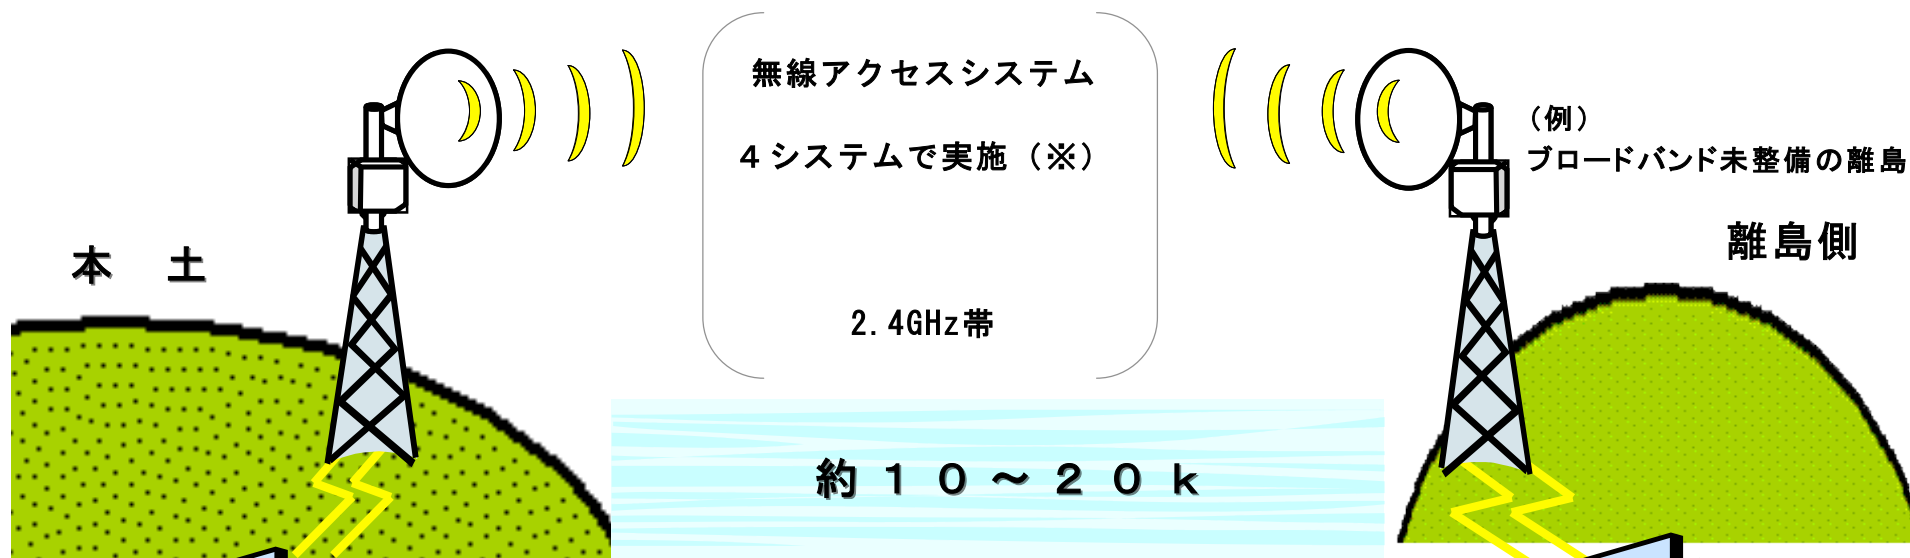 無線アクセスシステム
4システムで実施（※）
2.4GHz帯
（例）
ブロードバンド未整備の離島
離島側
本　土
約１０～２０ｋ